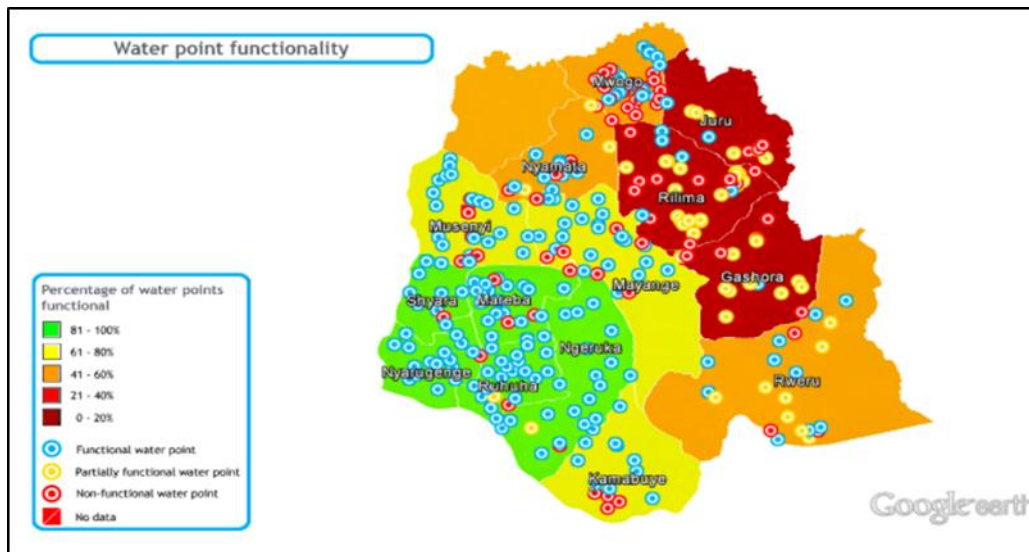 Water point functionality
Mwogo
Juru
Nyamata
Rilima
Musenyi
Gashora
Mayange
Shyara
Mareba
Ngeruka
Nyarugenge
Ruhuha
Rweru
Kamabuye
Percentage of water points
functional
81 - 100%
61 - 80%
41 - 60%
21 - 40%
0 - 20%
Functional water point
Partially functional water point
Non-functional water point
No data
Google earth